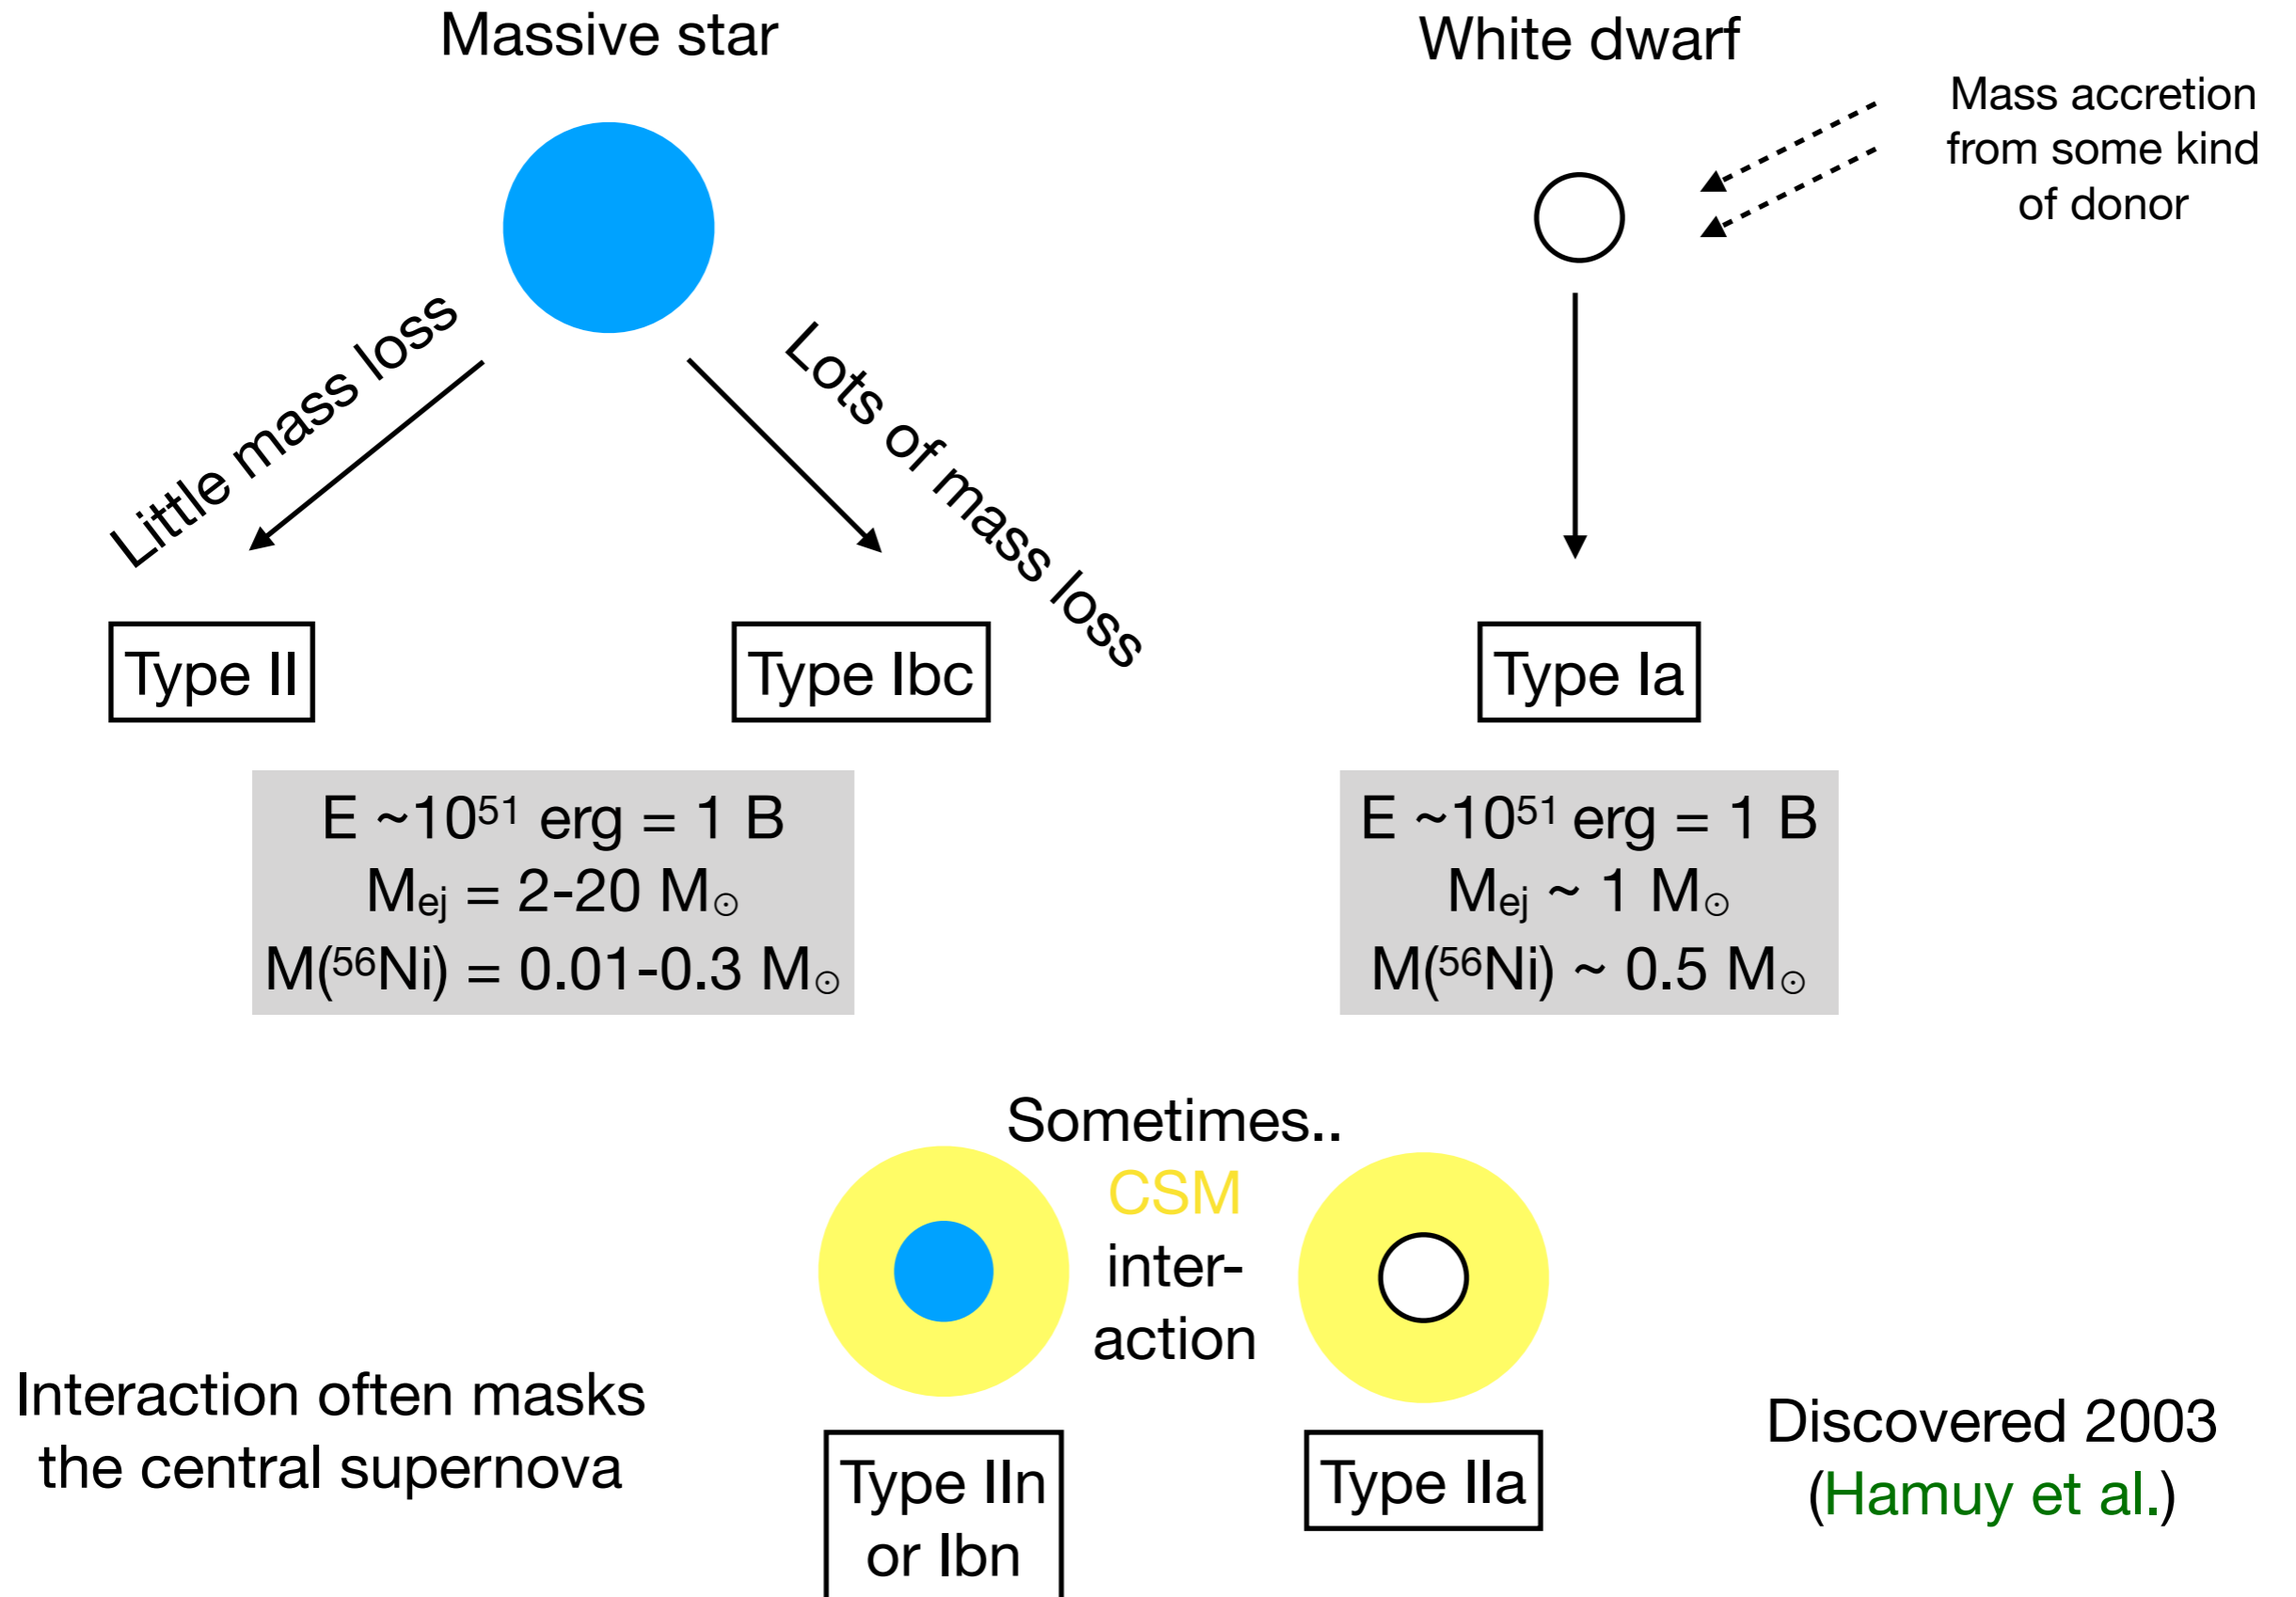 Massive star
White dwarf
Mass accretion
from some kind
of donor
Little mass loss
Lots of mass loss
Type II
Type Ibc
Type Ia
E ~10⁵¹ erg = 1 B
Mₑⱼ = 2-20 M☉
M(⁵⁶Ni) = 0.01-0.3 M☉
E ~10⁵¹ erg = 1 B
Mₑⱼ ~ 1 M☉
M(⁵⁶Ni) ~ 0.5 M☉
Sometimes..
CSM
inter-
action
Interaction often masks
the central supernova
Type IIn
or Ibn
Type IIa
Discovered 2003
(Hamuy et al.)